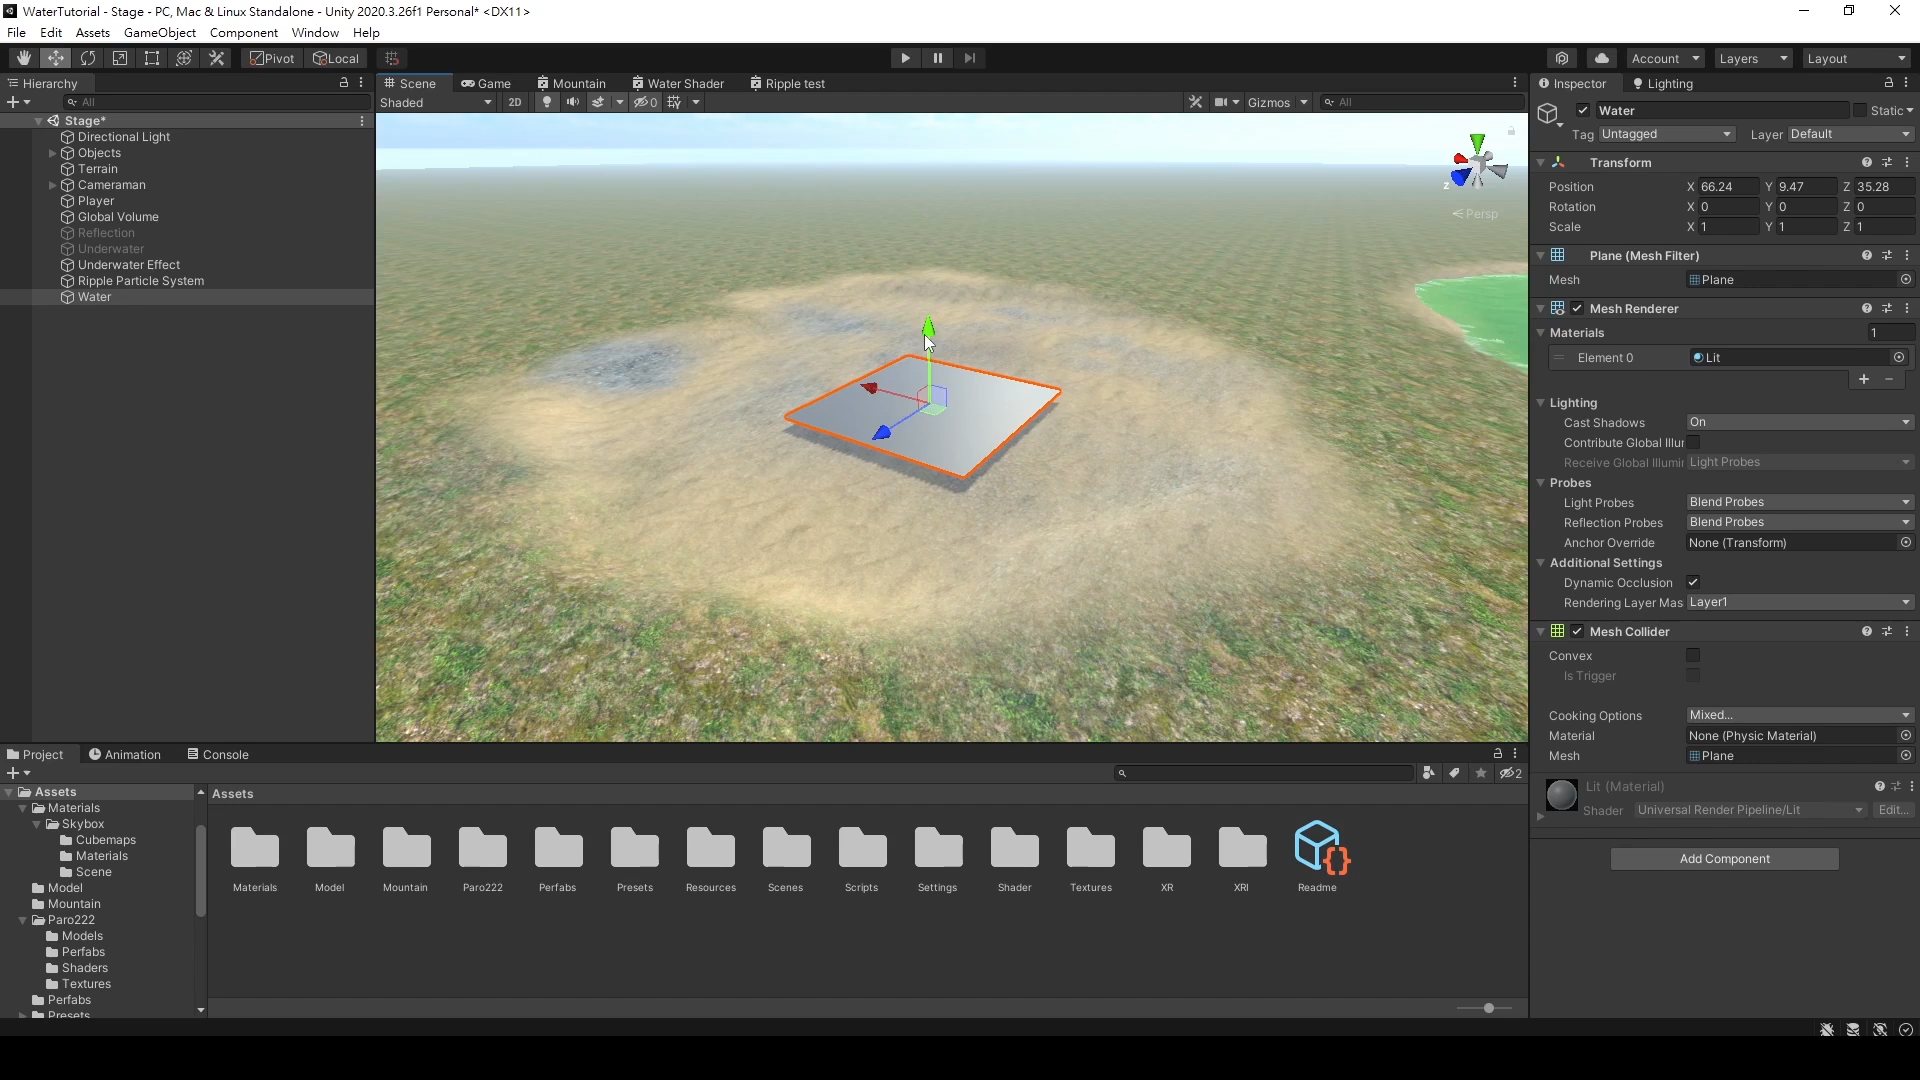 WaterTutorial - Stage - PC, Mac & Linux Standalone - Unity 2020.3.26f1 Personal* <DX11>
File Edit Assets GameObject Component Window Help
Pivot Local Account Layers Layout
Hierarchy
All
Stage*
Directional Light
Objects
Terrain
Cameraman
Player
Global Volume
Reflection
Underwater
Underwater Effect
Ripple Particle System
Water
Scene Game Mountain Water Shader Ripple test
Shaded 2D 0 Gizmos All
z
Persp
Inspector Lighting
Water Static
Tag Untagged Layer Default
Transform
Position X 66.24 Y 9.47 Z 35.28
Rotation X 0 Y 0 Z 0
Scale X 1 Y 1 Z 1
Plane (Mesh Filter)
Mesh Plane
Mesh Renderer
Materials 1
Element 0 Lit
Lighting
Cast Shadows On
Contribute Global Illur
Receive Global Illumir Light Probes
Probes
Light Probes Blend Probes
Reflection Probes Blend Probes
Anchor Override None (Transform)
Additional Settings
Dynamic Occlusion
Rendering Layer Mas Layer1
Mesh Collider
Convex
Is Trigger
Cooking Options Mixed...
Material None (Physic Material)
Mesh Plane
Lit (Material)
Shader Universal Render Pipeline/Lit Edit...
Add Component
Project Animation Console
2
Assets
Materials
Skybox
Cubemaps
Materials
Scene
Model
Mountain
Paro222
Models
Perfabs
Shaders
Textures
Perfabs
Presets
Assets
Materials Model Mountain Paro222 Perfabs Presets Resources Scenes Scripts Settings Shader Textures XR XRI Readme